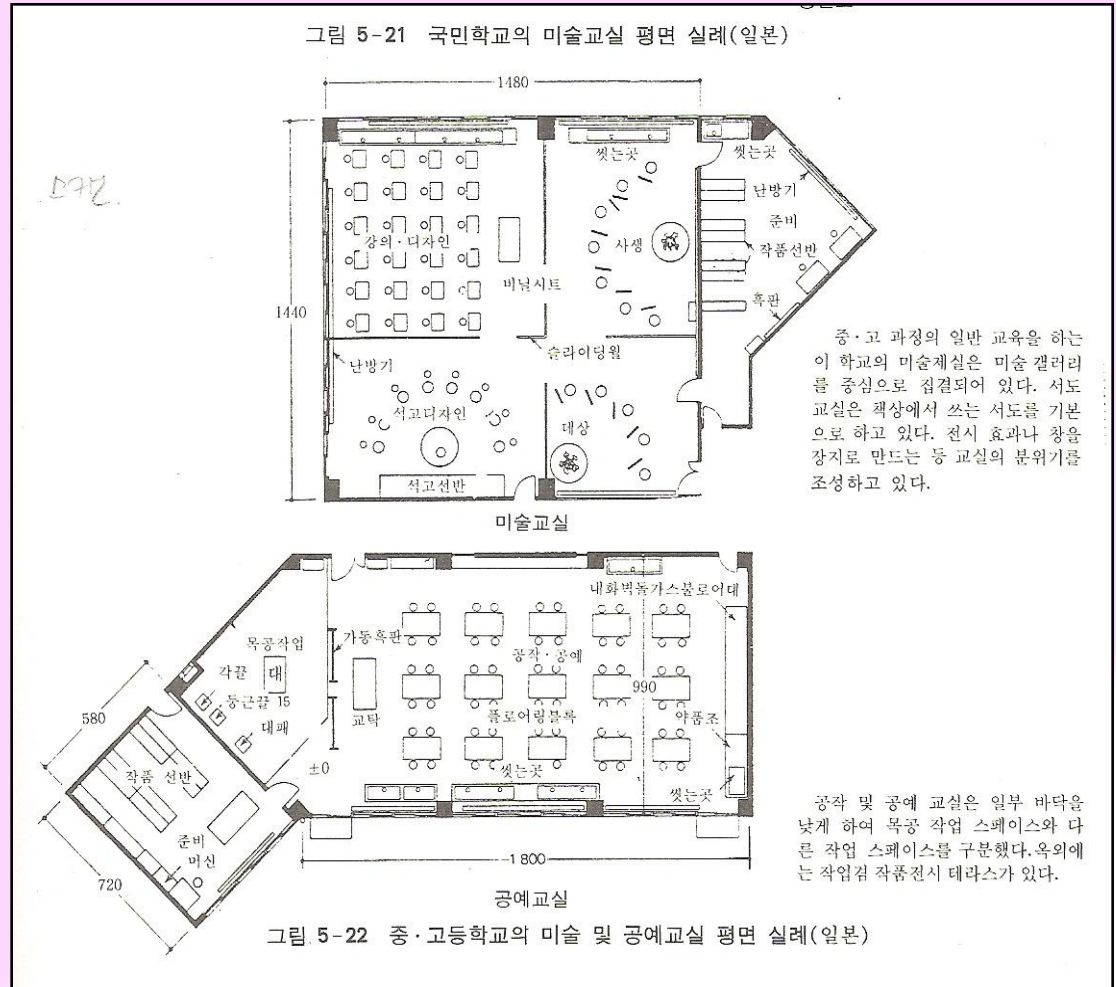 그림 5-21 국민학교의 미술교실 평면 실례(일본)
1480
씻는곳
씻는곳
난방기
준비
강의·디자인
사생
작품선반
비닐시트
1440
흑판
슬라이딩월
난방기
석고디자인
대상
석고선반
미술교실
중·고 과정의 일반 교육을 하는
이 학교의 미술제실은 미술 갤러리
를 중심으로 집결되어 있다. 서도
교실은 책상에서 쓰는 서도를 기본
으로 하고 있다. 전시 효과나 창을
장지로 만드는 등 교실의 분위기를
조성하고 있다.
내화벽돌가스불로어대
목공작업
가동흑판
공작·공예
각끌
대
둥근끌 15
990
580
교탁
플로어링블록
약품조
대패
±0
씻는곳
작품 선반
씻는곳
준비
머신
720
1800
공예교실
공작 및 공예 교실은 일부 바닥을
낮게 하여 목공 작업 스페이스와 다
른 작업 스페이스를 구분했다.옥외에
는 작업겸 작품전시 테라스가 있다.
그림 5-22 중·고등학교의 미술 및 공예교실 평면 실례(일본)